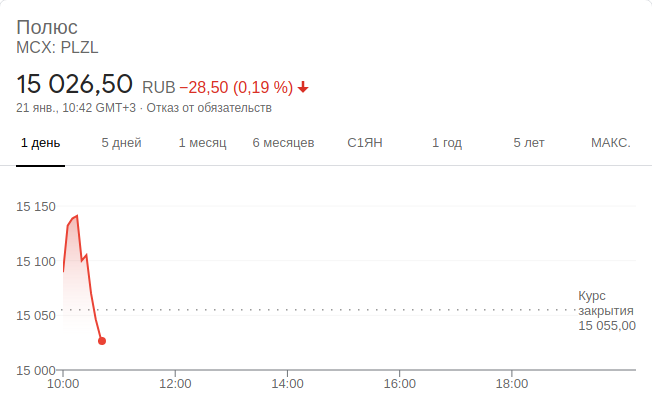 Полюс
MCX: PLZL
15 026,50 RUB −28,50 (0,19 %)
21 янв., 10:42 GMT+3 · Отказ от обязательств
1 день 5 дней 1 месяц 6 месяцев С1ЯН 1 год 5 лет МАКС.
15 150
15 100
Курс
закрытия
15 055,00
15 050
15 000
10:00 12:00 14:00 16:00 18:00